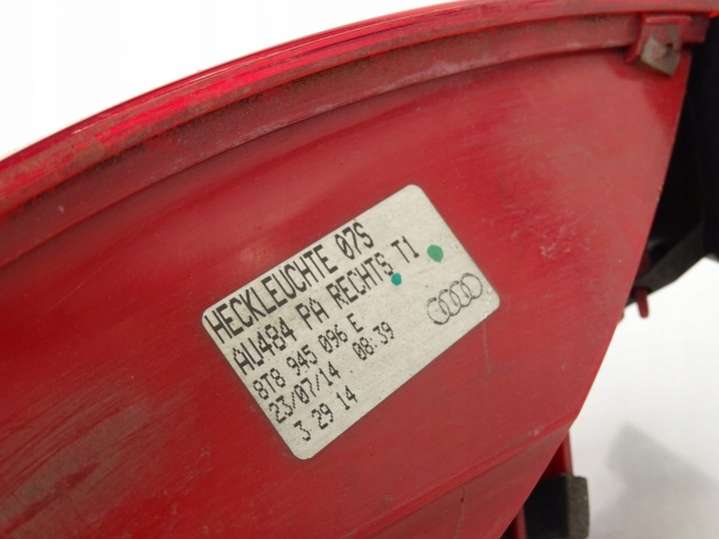 HECKLEUCHTE 07S
AU484 PA RECHTS T1
8T8 945 096 E
23/07/14 08:39
3 29 14